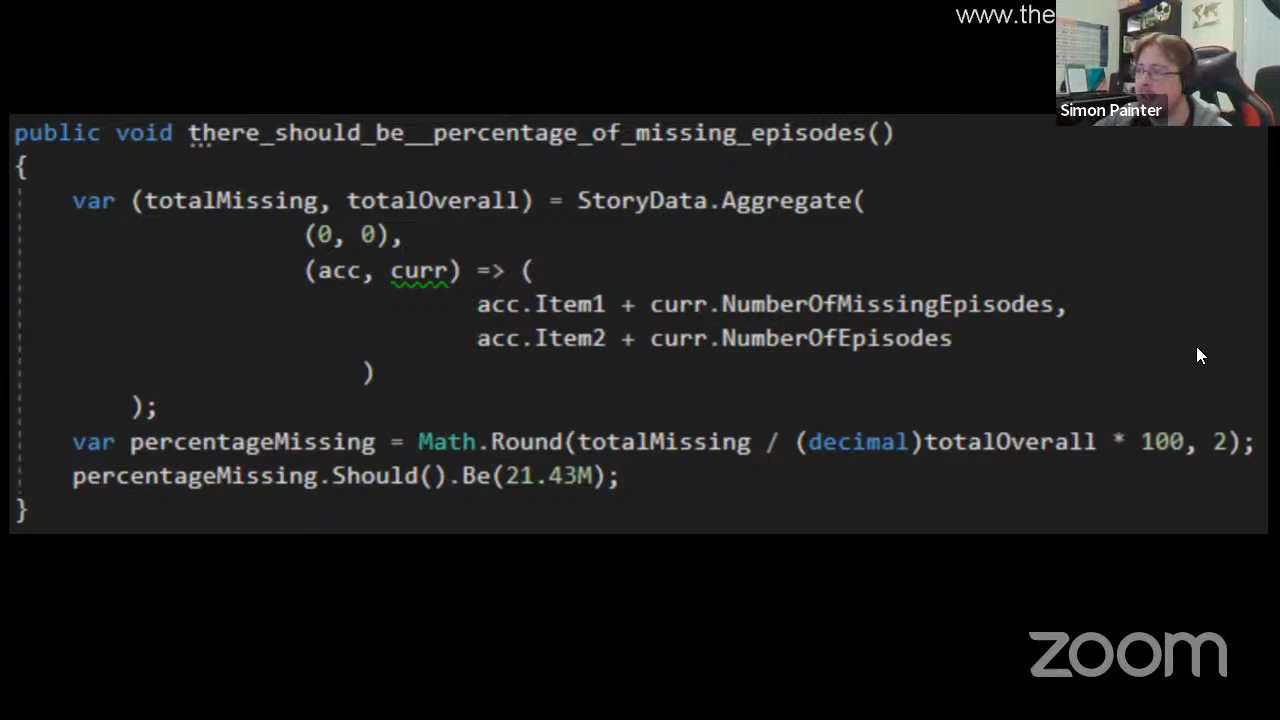 www.the
Simon Painter
public void there_should_be__percentage_of_missing_episodes()
{
var (totalMissing, totalOverall) = StoryData.Aggregate(
(0, 0),
(acc, curr) => (
acc.Item1 + curr.NumberOfMissingEpisodes,
acc.Item2 + curr.NumberOfEpisodes
)
);
var percentageMissing = Math.Round(totalMissing / (decimal)totalOverall * 100, 2);
percentageMissing.Should().Be(21.43M);
}
zoom